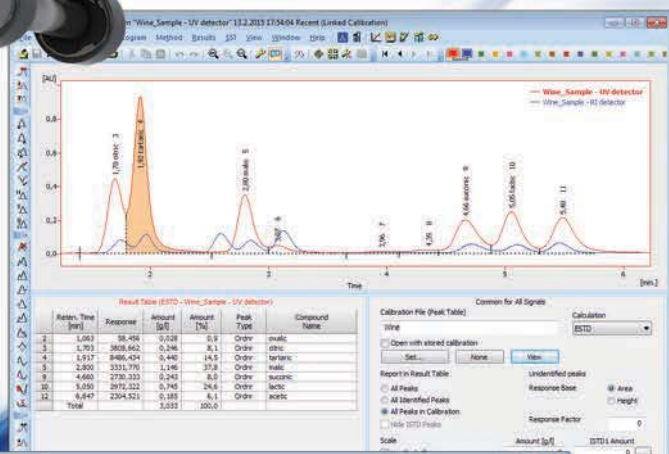 n "Wine_Sample - UV detector" 13.2.2015 17:54:04 Recent (Linked Calibration)
ogram Method Results SST View Window Help
[AU]
Wine_Sample - UV detector
Wine_Sample - RI detector
0,8
0,6
0,4
0,2
0,0
1,70 citric 3
1,92 tartaric 4
2,80 malic 5
3,07 6
3,96 7
4,35 8
4,66 succinic 9
5,05 lactic 10
5,48 11
2 3 4 5 6
Time
[min.]
Result Table (ESTD - Wine_Sample - UV detector)
Reten. Time [min] Response Amount [g/l] Amount [%] Peak Type Compound Name
2 1,063 58,456 0,028 0,9 Ordnr oxalic
3 1,703 3808,662 0,246 8,1 Ordnr citric
4 1,917 8486,434 0,440 14,5 Ordnr tartaric
5 2,800 3331,770 1,146 37,8 Ordnr malic
9 4,660 2730,333 0,243 8,0 Ordnr succinic
10 5,050 2972,322 0,745 24,6 Ordnr lactic
12 6,847 2304,521 0,185 6,1 Ordnr acetic
Total 3,033 100,0
Common for All Signals
Calibration File (Peak Table)
Calculation
Wine
ESTD
Open with stored calibration
Set... None View
Report in Result Table
Unidentified peaks
All Peaks
Response Base
Area
All Identified Peaks
Height
All Peaks in Calibration
Hide ISTD Peaks
Response Factor 0
Scale
Amount [g/l]
ISTD1 Amount
0